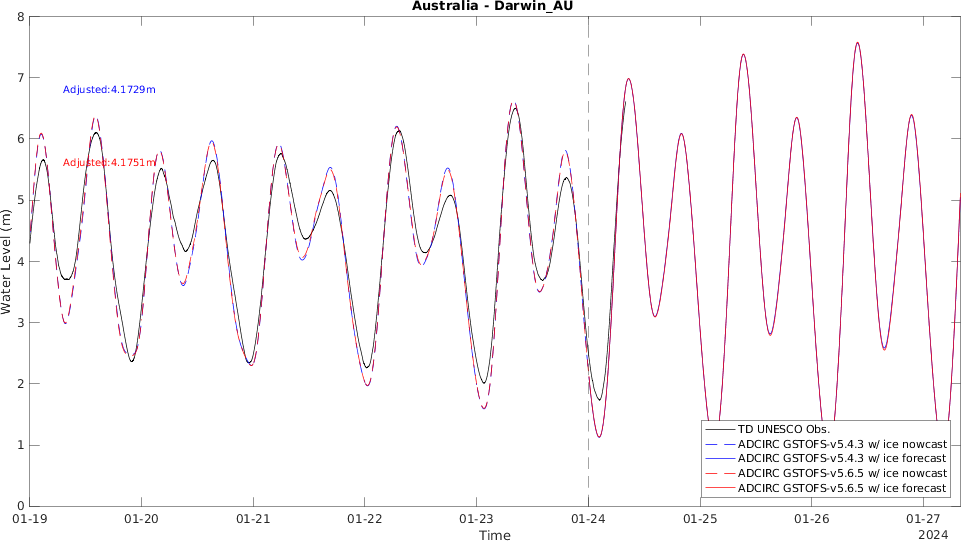 Australia - Darwin_AU
8
7
Adjusted:4.1729m
6
Adjusted:4.1751m
5
Water Level (m)
4
3
2
TD UNESCO Obs.
1
ADCIRC GSTOFS-v5.4.3 w/ ice nowcast
ADCIRC GSTOFS-v5.4.3 w/ ice forecast
ADCIRC GSTOFS-v5.6.5 w/ ice nowcast
ADCIRC GSTOFS-v5.6.5 w/ ice forecast
0
01-19 01-20 01-21 01-22 01-23 01-24 01-25 01-26 01-27
Time
2024